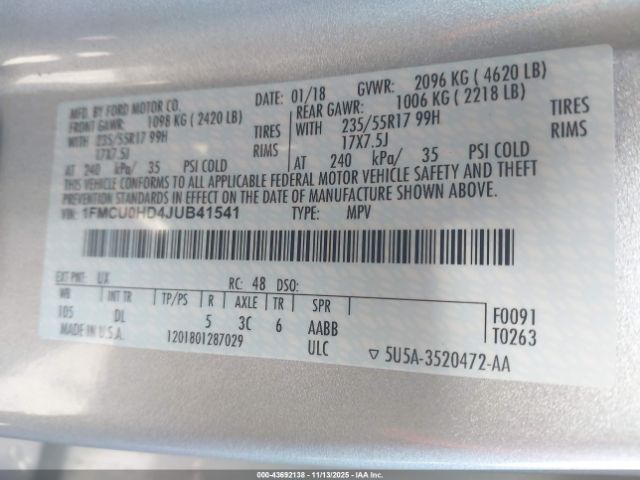 MFD. BY FORD MOTOR CO.
DATE: 01/18 GVWR: 2096 KG ( 4620 LB)
FRONT GAWR: 1098 KG ( 2420 LB)
REAR GAWR: 1006 KG ( 2218 LB)
WITH 235/55R17 99H TIRES
WITH 235/55R17 99H TIRES
17X7.5J RIMS
17X7.5J RIMS
AT 240 kPa/ 35 PSI COLD
AT 240 kPa/ 35 PSI COLD
THIS VEHICLE CONFORMS TO ALL APPLICABLE FEDERAL MOTOR VEHICLE SAFETY AND THEFT
PREVENTION STANDARDS IN EFFECT ON THE DATE OF MANUFACTURE SHOWN ABOVE.
VIN: 1FMCU0HD4JUB41541 TYPE: MPV
EXT PNT: UX RC: 48 DSO:
WB INT TR TP/PS R AXLE TR SPR
105 DL 5 3C 6 AABB
F0091
T0263
MADE IN U.S.A. 1201801287029 ULC ▽ 5U5A-3520472-AA
000-43692138 - 11/13/2025 - IAA Inc.